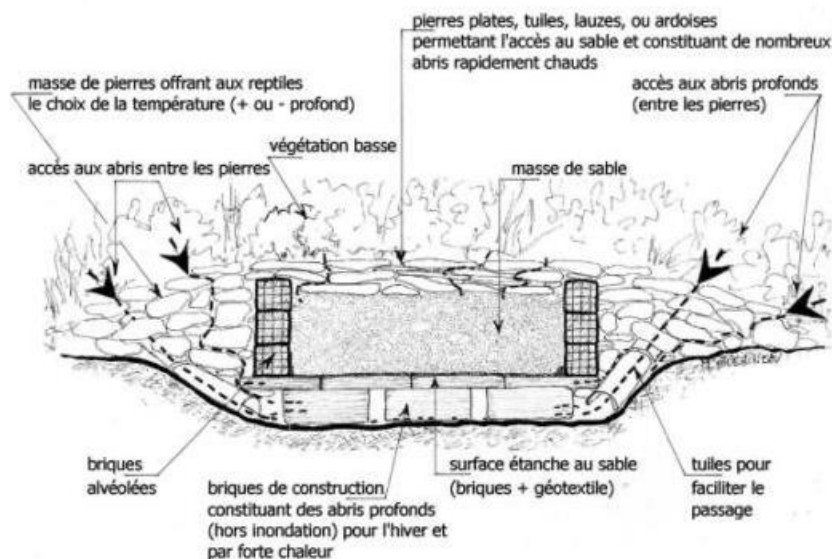 pierres plates, tuiles, lauzes, ou ardoises
permettant l'accès au sable et constituant de nombreux
abris rapidement chauds
masse de pierres offrant aux reptiles
le choix de la température (+ ou - profond)
accès aux abris profonds
(entre les pierres)
végétation basse
accès aux abris entre les pierres
masse de sable
briques
alvéolées
briques de construction
constituant des abris profonds
(hors inondation) pour l'hiver et
par forte chaleur
surface étanche au sable
(briques + géotextile)
tuiles pour
faciliter le
passage